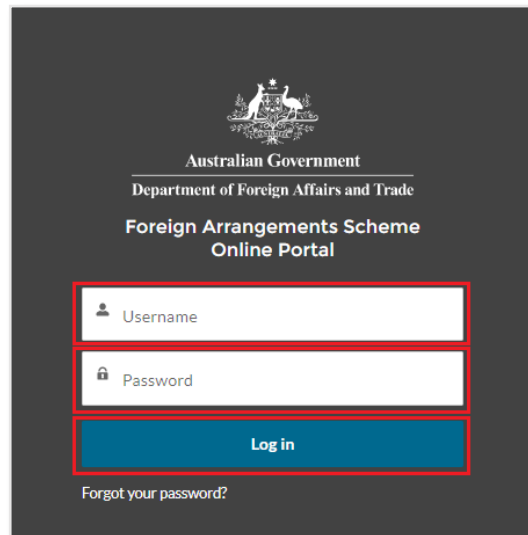 Australian Government
Department of Foreign Affairs and Trade
Foreign Arrangements Scheme
Online Portal
Username
Password
Log in
Forgot your password?